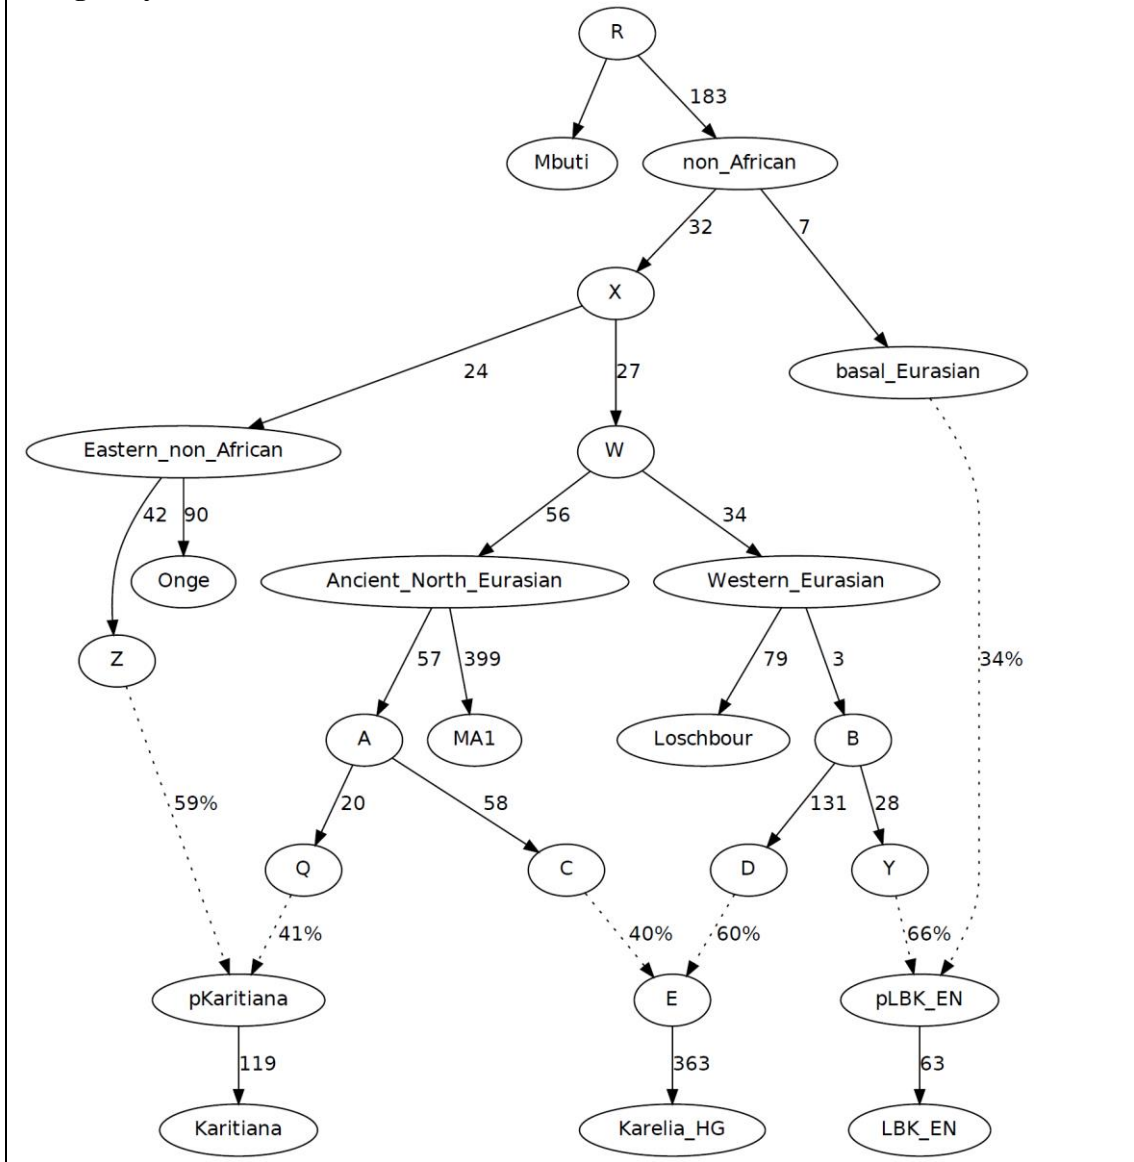 R
183
Mbuti
non_African
32
7
X
24
27
basal_Eurasian
Eastern_non_African
W
42
90
56
34
Onge
Ancient_North_Eurasian
Western_Eurasian
Z
57
399
79
3
34%
A
MA1
Loschbour
B
59%
20
58
131
28
Q
C
D
Y
41%
40%
60%
66%
pKaritiana
E
pLBK_EN
119
363
63
Karitiana
Karelia_HG
LBK_EN